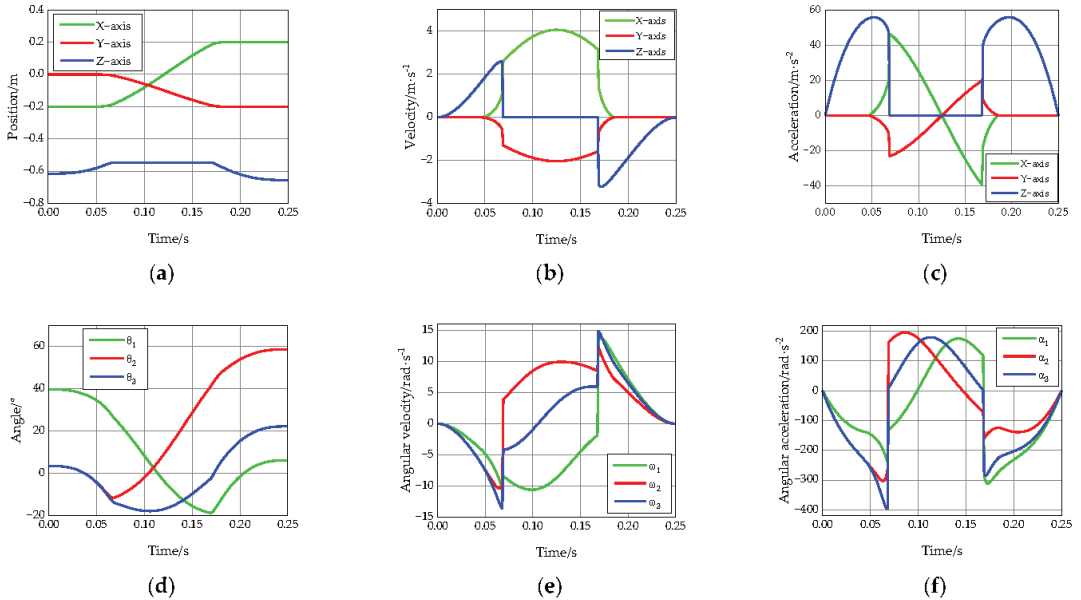 X-axis
Y-axis
Z-axis
0.4
0.2
0.0
−0.2
−0.4
−0.6
−0.8
0.00 0.05 0.10 0.15 0.20 0.25
Position/m
Time/s
(a)
X-axis
Y-axis
Z-axis
4
2
0
−2
−4
0.00 0.05 0.10 0.15 0.20 0.25
Velocity/m·s⁻¹
Time/s
(b)
60
40
20
0
−20
−40
X-axis
Y-axis
Z-axis
0.00 0.05 0.10 0.15 0.20 0.25
Acceleration/m·s⁻²
Time/s
(c)
θ₁
θ₂
θ₃
60
40
20
0
−20
0.00 0.05 0.10 0.15 0.20 0.25
Angle/°
Time/s
(d)
15
10
5
0
−5
−10
−15
ω₁
ω₂
ω₃
0.00 0.05 0.10 0.15 0.20 0.25
Angular velocity/rad·s⁻¹
Time/s
(e)
200
100
0
−100
−200
−300
−400
α₁
α₂
α₃
0.00 0.05 0.10 0.15 0.20 0.25
Angular acceleration/rad·s⁻²
Time/s
(f)